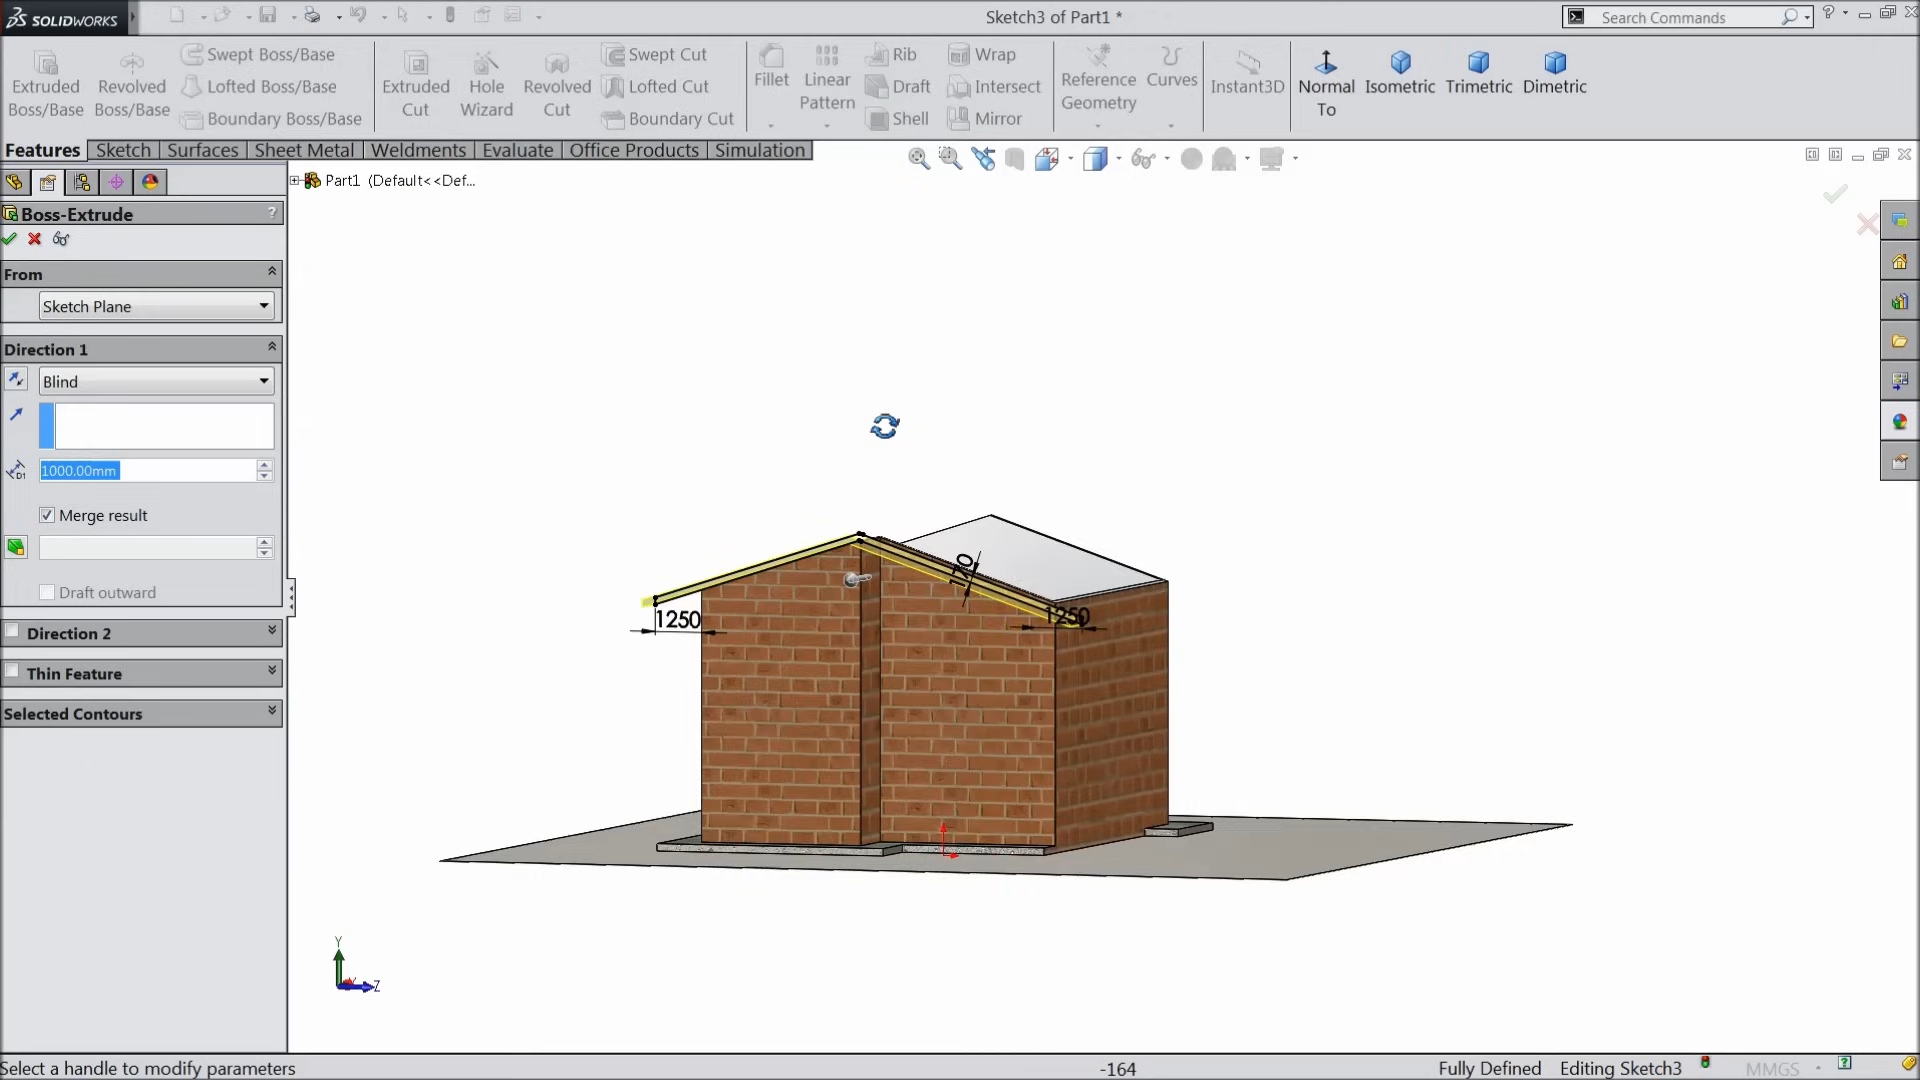 SOLIDWORKS
Sketch3 of Part1 *
Search Commands
?
Extruded Boss/Base
Revolved Boss/Base
Swept Boss/Base
Lofted Boss/Base
Boundary Boss/Base
Extruded Cut
Hole Wizard
Revolved Cut
Swept Cut
Lofted Cut
Boundary Cut
Fillet
Linear Pattern
Rib
Draft
Shell
Wrap
Intersect
Mirror
Reference Geometry
Curves
Instant3D
Normal To
Isometric
Trimetric
Dimetric
Features Sketch Surfaces Sheet Metal Weldments Evaluate Office Products Simulation
Part1 (Default<<Def...
Boss-Extrude ?
From
Sketch Plane
Direction 1
Blind
D1 1000.00mm
Merge result
Draft outward
Direction 2
Thin Feature
Selected Contours
170
1250
1250
Y
Z
Select a handle to modify parameters
-164
Fully Defined
Editing Sketch3
MMGS
?